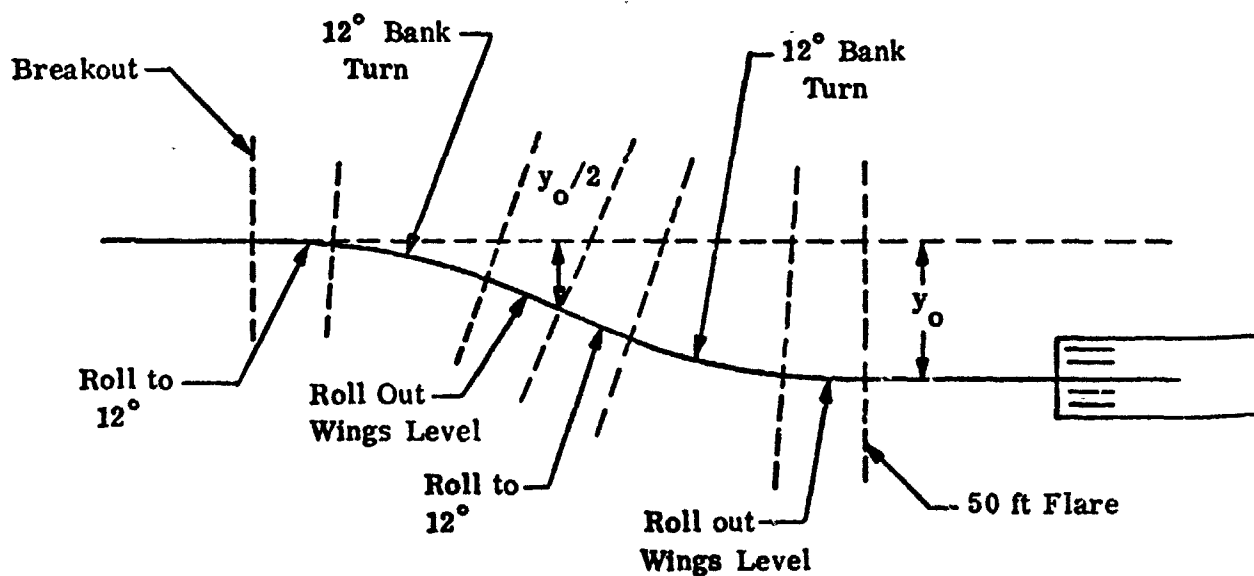 12° Bank
Turn
Breakout
12° Bank
Turn
y₀/2
y₀
Roll to
12°
Roll Out
Wings Level
Roll to
12°
50 ft Flare
Roll out
Wings Level